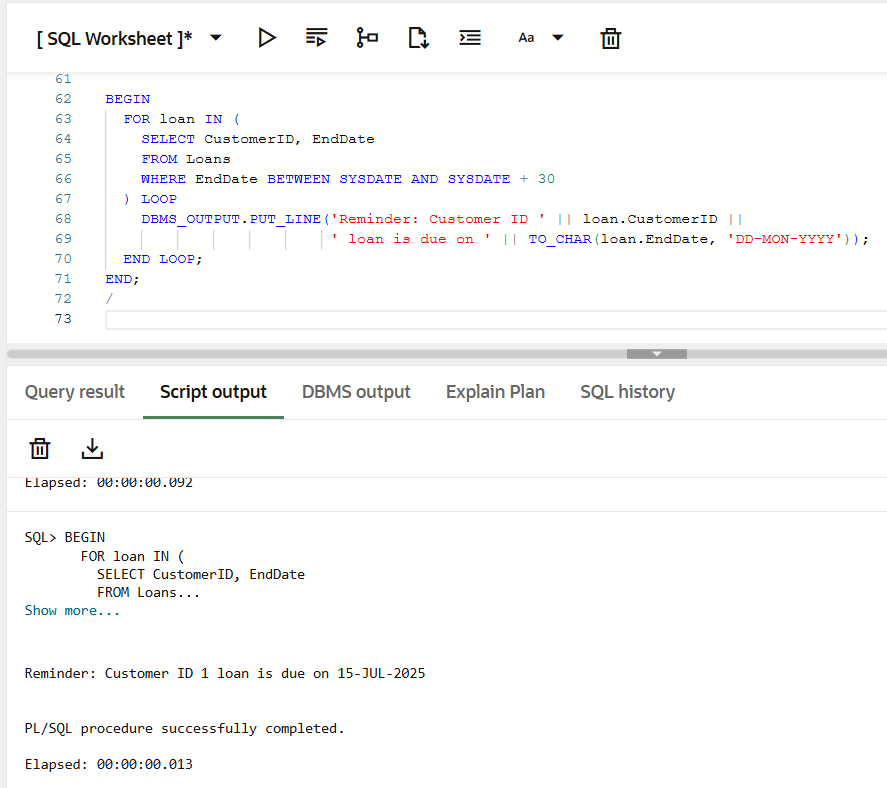 [ SQL Worksheet ]*
Aa
61
62 BEGIN
63 FOR loan IN (
64 SELECT CustomerID, EndDate
65 FROM Loans
66 WHERE EndDate BETWEEN SYSDATE AND SYSDATE + 30
67 ) LOOP
68 DBMS_OUTPUT.PUT_LINE('Reminder: Customer ID ' || loan.CustomerID ||
69 ' loan is due on ' || TO_CHAR(loan.EndDate, 'DD-MON-YYYY'));
70 END LOOP;
71 END;
72 /
73
Query result Script output DBMS output Explain Plan SQL history
Elapsed: 00:00:00.092
SQL> BEGIN
FOR loan IN (
SELECT CustomerID, EndDate
FROM Loans...
Show more...
Reminder: Customer ID 1 loan is due on 15-JUL-2025
PL/SQL procedure successfully completed.
Elapsed: 00:00:00.013